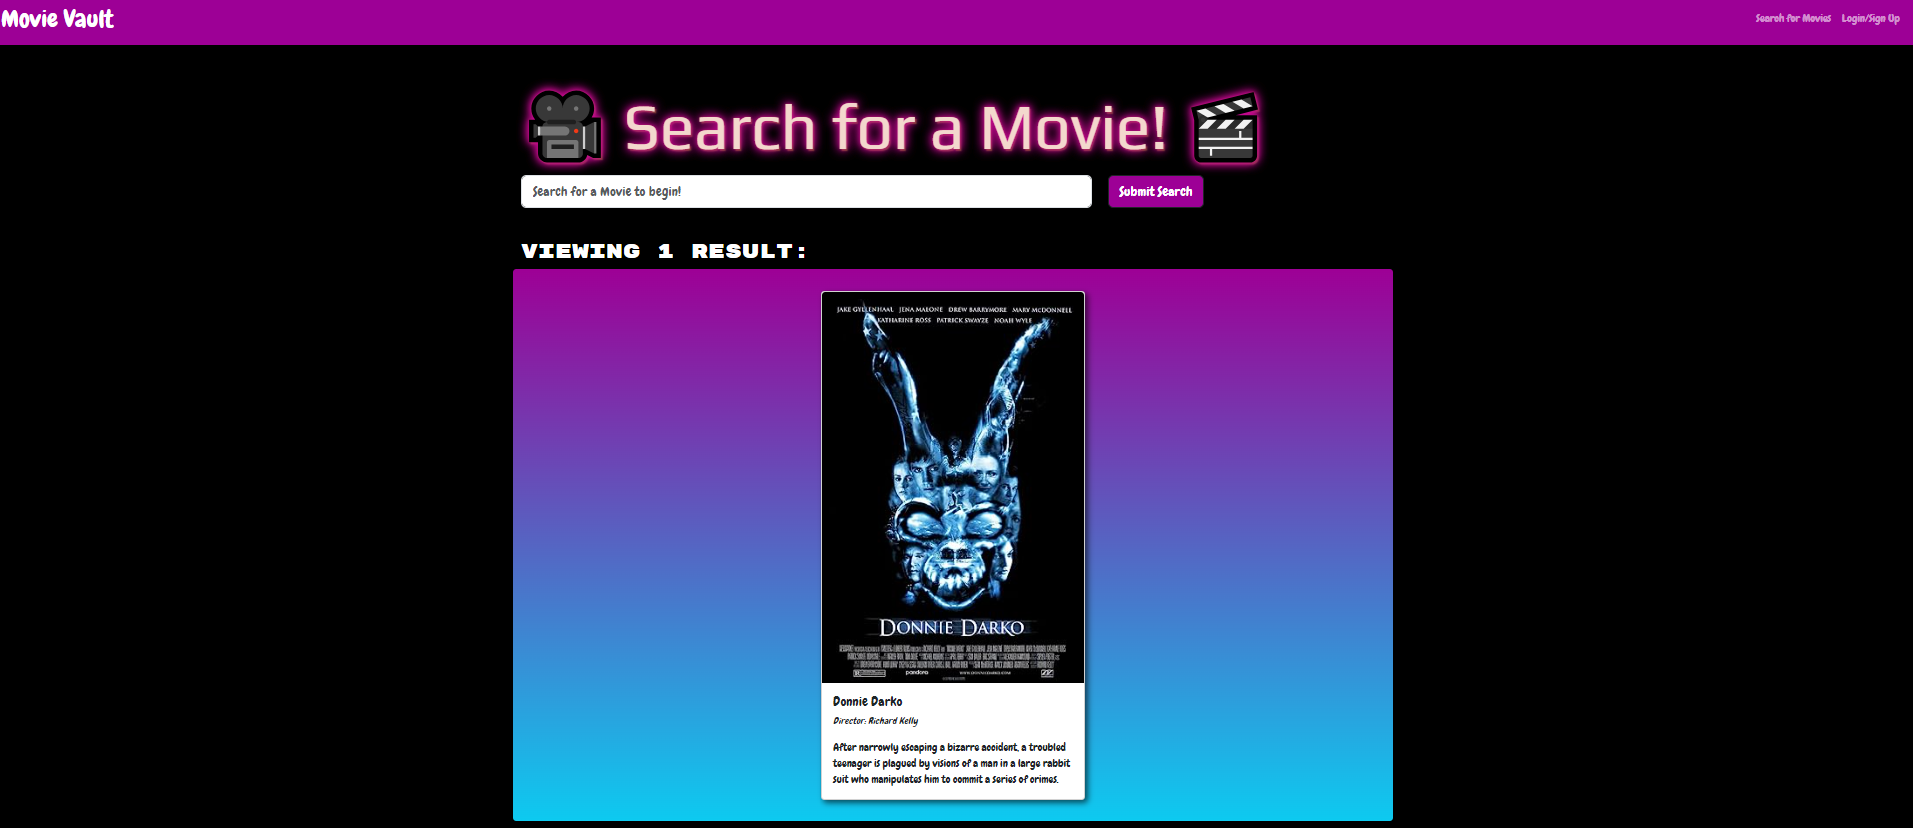 Movie Vault
Search for Movies Login/Sign Up
Search for a Movie!
Search for a Movie to begin!
Submit Search
VIEWING 1 RESULT:
JAKE GYLLENHAAL JENA MALONE DREW BARRYMORE MARY MCDONNELL
KATHARINE ROSS PATRICK SWAYZE NOAH WYLE
DONNIE DARKO
R
pandora
WWW.DONNIEDARKO.COM
Donnie Darko
Director: Richard Kelly
After narrowly escaping a bizarre accident, a troubled
teenager is plagued by visions of a man in a large rabbit
suit who manipulates him to commit a series of crimes.